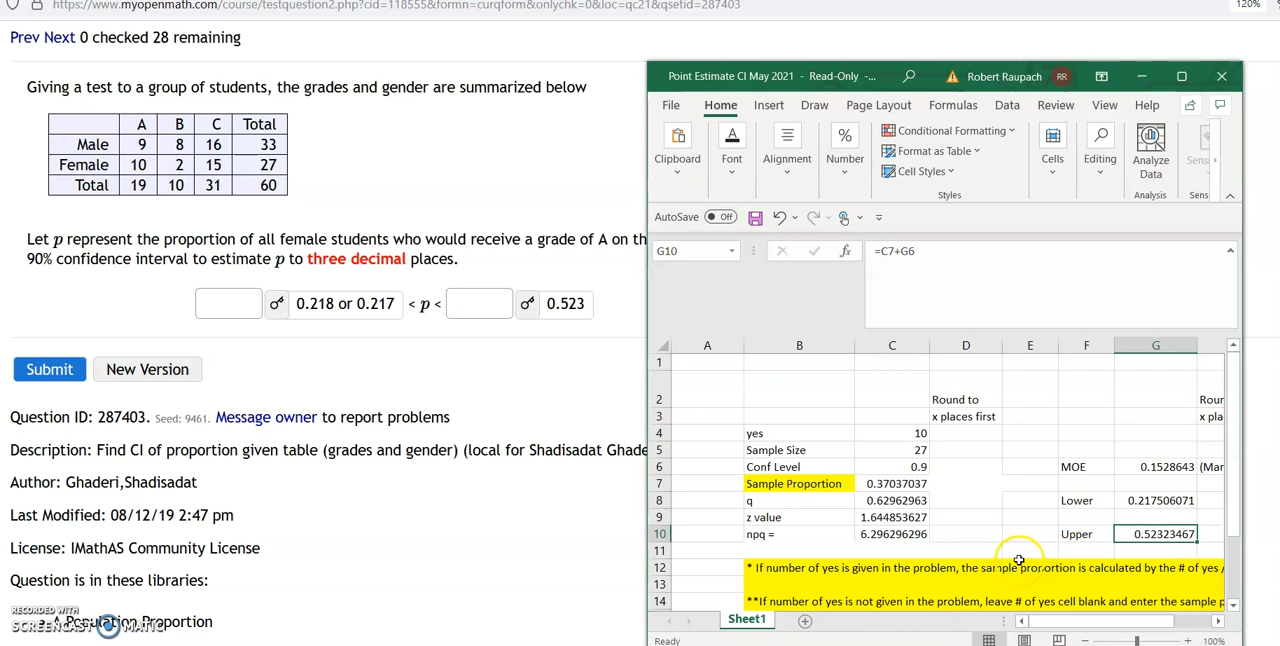 https://www.myopenmath.com/course/testquestion2.php?cid=118555&formn=curqform&onlychk=0&loc=qc21&qsetid=287403
120%
Prev Next 0 checked 28 remaining
Giving a test to a group of students, the grades and gender are summarized below
A B C Total
Male 9 8 16 33
Female 10 2 15 27
Total 19 10 31 60
Let p represent the proportion of all female students who would receive a grade of A on th
90% confidence interval to estimate p to three decimal places.
0.218 or 0.217 < p < 0.523
Submit New Version
Question ID: 287403. Seed: 9461. Message owner to report problems
Description: Find CI of proportion given table (grades and gender) (local for Shadisadat Ghade
Author: Ghaderi,Shadisadat
Last Modified: 08/12/19 2:47 pm
License: IMathAS Community License
Question is in these libraries:
Population Proportion
RECORDED WITH
SCREENCAST MATIC
Point Estimate CI May 2021 - Read-Only -... Robert Raupach RR
File Home Insert Draw Page Layout Formulas Data Review View Help
Clipboard Font Alignment Number
Conditional Formatting
Format as Table
Cell Styles
Styles
Cells Editing Analyze Data
Analysis
Sens
Sens
AutoSave Off
G10 fx =C7+G6
A B C D E F G
1
2 Round to Roun
3 x places first x pla
4 yes 10
5 Sample Size 27
6 Conf Level 0.9 MOE 0.1528643 (Mar
7 Sample Proportion 0.37037037
8 q 0.62962963 Lower 0.217506071
9 z value 1.644853627
10 npq = 6.296296296 Upper 0.52323467
11
12 * If number of yes is given in the problem, the sample proportion is calculated by the # of yes /
13
14 **If number of yes is not given in the problem, leave # of yes cell blank and enter the sample p
Sheet1
Ready 100%